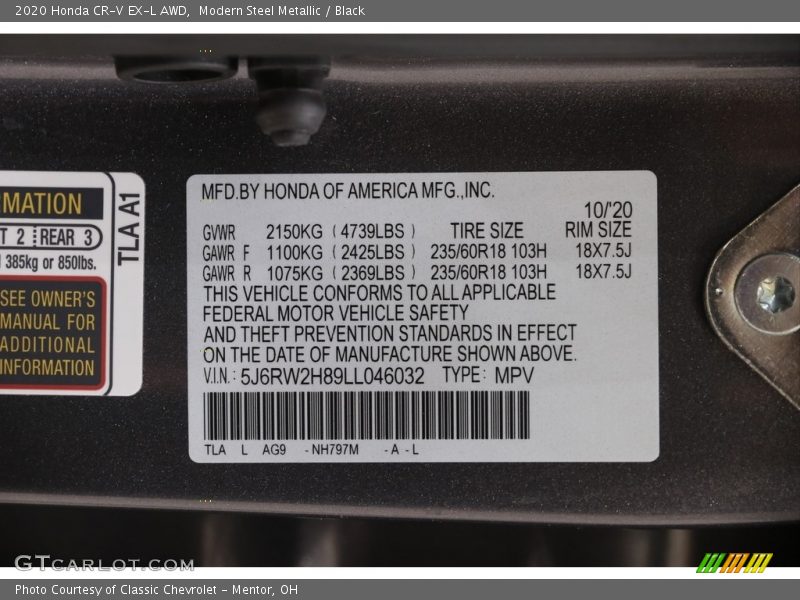 2020 Honda CR-V EX-L AWD, Modern Steel Metallic / Black
MATION
T 2 REAR 3
385kg or 850lbs.
SEE OWNER'S
MANUAL FOR
ADDITIONAL
INFORMATION
TLA A1
MFD.BY HONDA OF AMERICA MFG.,INC.
10/'20
GVWR 2150KG ( 4739LBS ) TIRE SIZE RIM SIZE
GAWR F 1100KG ( 2425LBS ) 235/60R18 103H 18X7.5J
GAWR R 1075KG ( 2369LBS ) 235/60R18 103H 18X7.5J
THIS VEHICLE CONFORMS TO ALL APPLICABLE
FEDERAL MOTOR VEHICLE SAFETY
AND THEFT PREVENTION STANDARDS IN EFFECT
ON THE DATE OF MANUFACTURE SHOWN ABOVE.
V.I.N.: 5J6RW2H89LL046032 TYPE: MPV
TLA L AG9 -NH797M -A-L
GTCARLOT.COM
Photo Courtesy of Classic Chevrolet - Mentor, OH